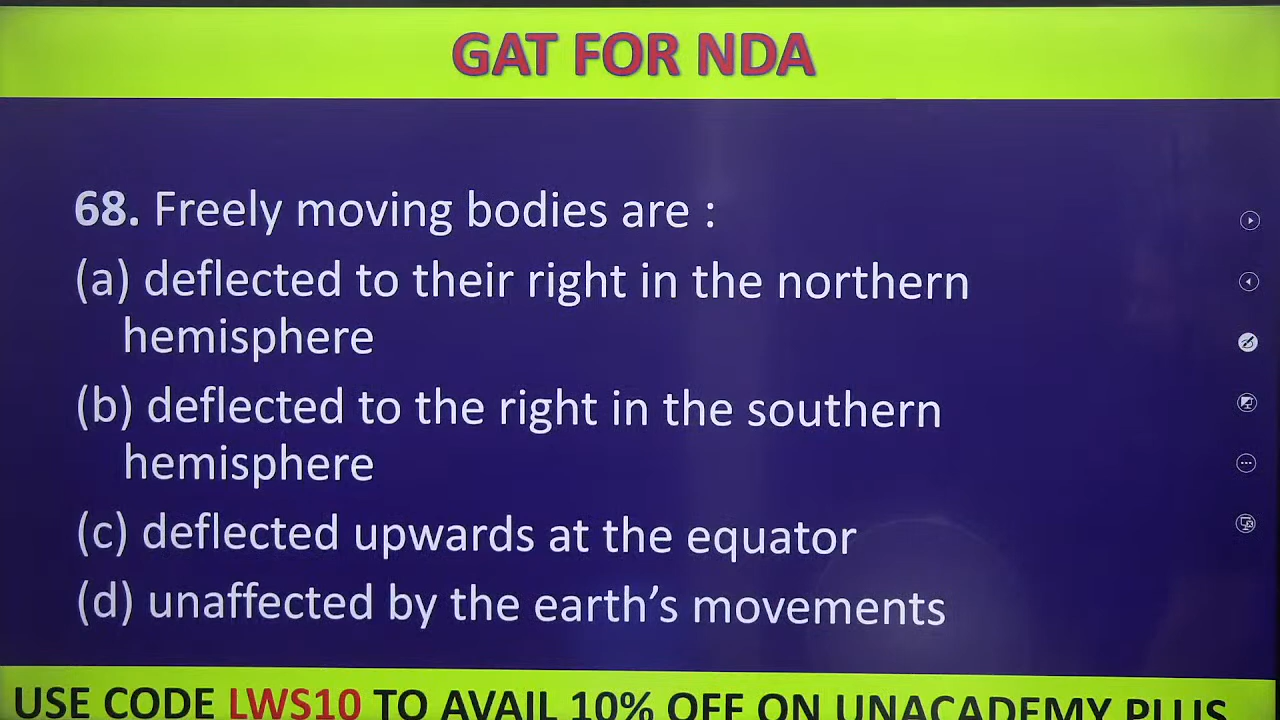 GAT FOR NDA
68. Freely moving bodies are :
(a) deflected to their right in the northern
hemisphere
(b) deflected to the right in the southern
hemisphere
(c) deflected upwards at the equator
(d) unaffected by the earth's movements
USE CODE LWS10 TO AVAIL 10% OFF ON UNACADEMY PLUS